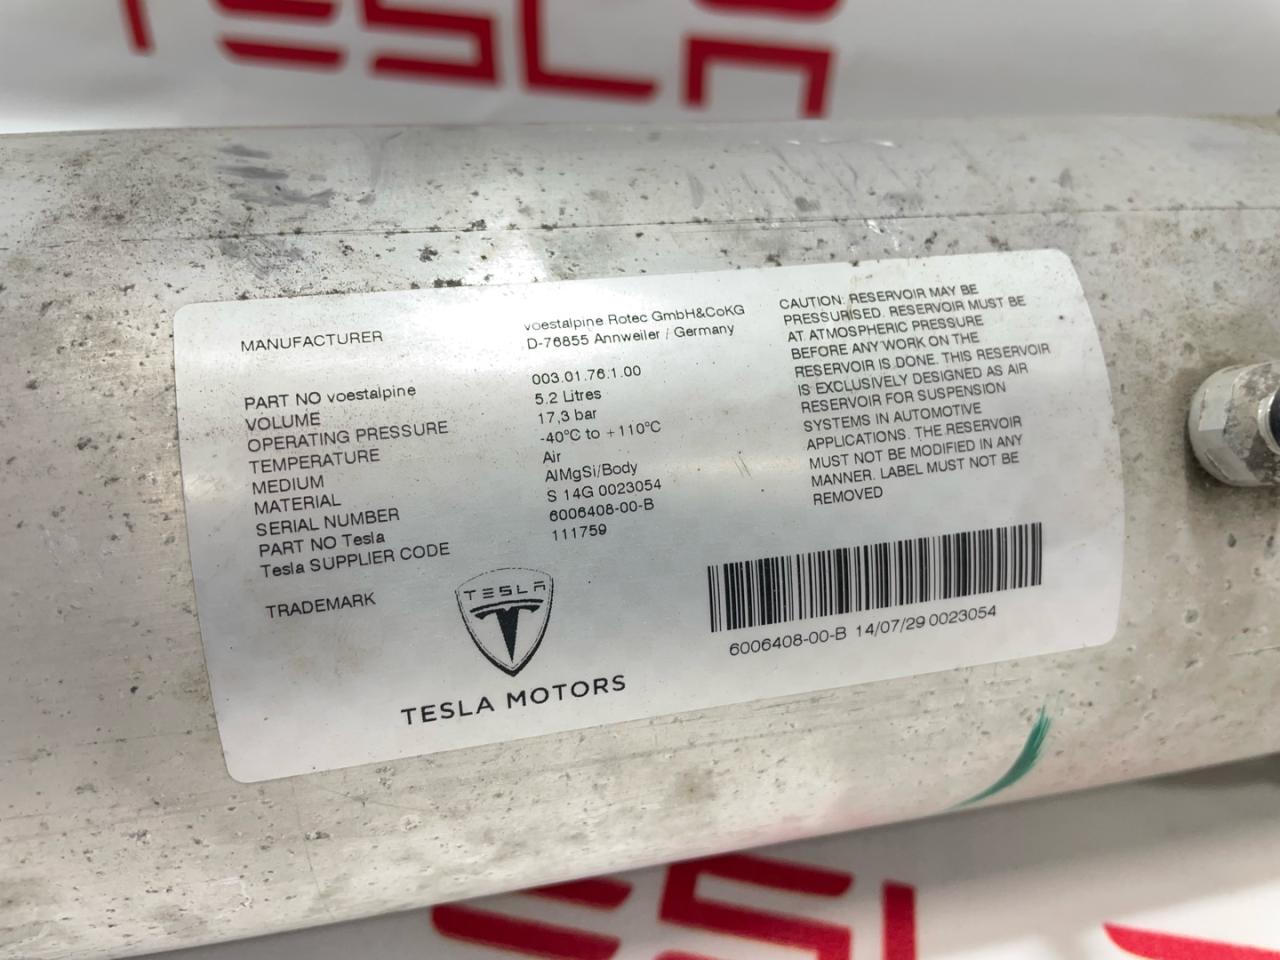 TESLA
MANUFACTURER voestalpine Rotec GmbH&CoKG
D-76855 Annweiler / Germany
PART NO voestalpine 003.01.76.1.00
VOLUME 5.2 Litres
OPERATING PRESSURE 17,3 bar
TEMPERATURE -40°C to +110°C
MEDIUM Air
MATERIAL AlMgSi/Body
SERIAL NUMBER S 14G 0023054
PART NO Tesla 6006408-00-B
Tesla SUPPLIER CODE 111759
TRADEMARK
TESLA
TESLA MOTORS
CAUTION: RESERVOIR MAY BE
PRESSURISED. RESERVOIR MUST BE
AT ATMOSPHERIC PRESSURE
BEFORE ANY WORK ON THE
RESERVOIR IS DONE. THIS RESERVOIR
IS EXCLUSIVELY DESIGNED AS AIR
RESERVOIR FOR SUSPENSION
SYSTEMS IN AUTOMOTIVE
APPLICATIONS. THE RESERVOIR
MUST NOT BE MODIFIED IN ANY
MANNER. LABEL MUST NOT BE
REMOVED
6006408-00-B 14/07/29 0023054